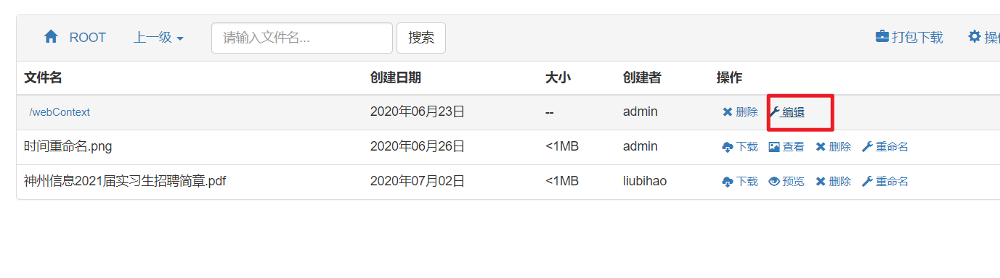 ROOT 上一级 请输入文件名... 搜索 打包下载
文件名 创建日期 大小 创建者 操作
/webContext 2020年06月23日 -- admin 删除 编辑
时间重命名.png 2020年06月26日 <1MB admin 下载 查看 删除 重命名
神州信息2021届实习生招聘简章.pdf 2020年07月02日 <1MB liubihao 下载 预览 删除 重命名